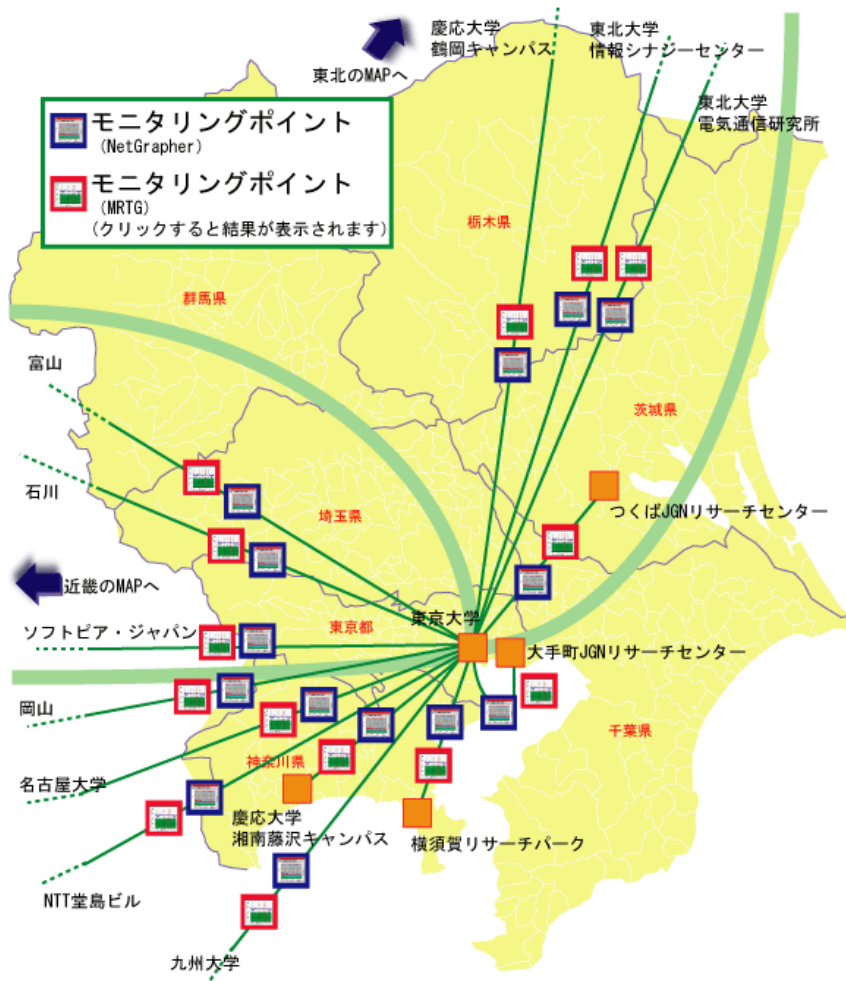 慶応大学
鶴岡キャンパス
東北大学
情報シナジーセンター
東北のMAPへ
東北大学
電気通信研究所
モニタリングポイント
(NetGrapher)
モニタリングポイント
(MRTG)
(クリックすると結果が表示されます)
栃木県
群馬県
富山
茨城県
石川
埼玉県
つくばJGNリサーチセンター
近畿のMAPへ
東京大学
ソフトピア・ジャパン
東京都
大手町JGNリサーチセンター
岡山
千葉県
名古屋大学
神奈川県
慶応大学
湘南藤沢キャンパス
横須賀リサーチパーク
NTT堂島ビル
九州大学